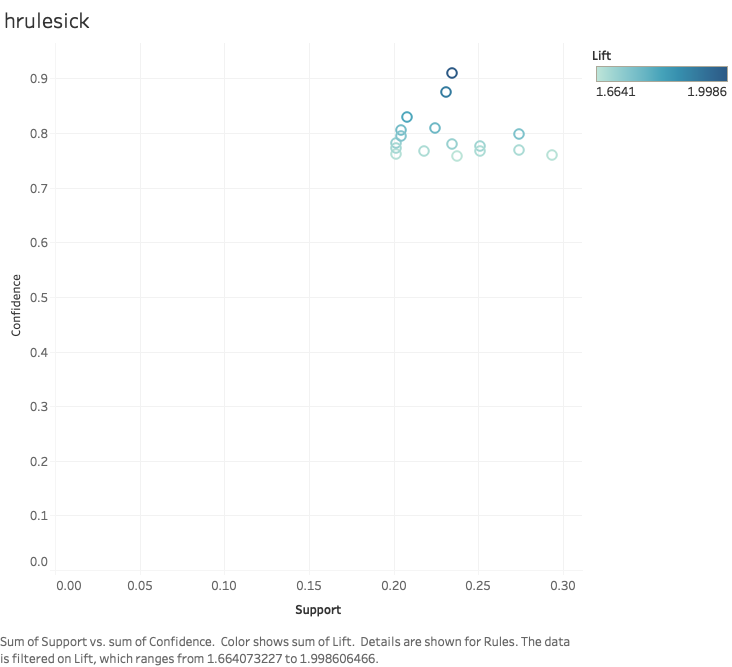 hrulesick
Lift
1.6641 1.9986
0.9
0.8
0.7
0.6
0.5
0.4
0.3
0.2
0.1
0.0
Confidence
0.00 0.05 0.10 0.15 0.20 0.25 0.30
Support
Sum of Support vs. sum of Confidence. Color shows sum of Lift. Details are shown for Rules. The data
is filtered on Lift, which ranges from 1.664073227 to 1.998606466.